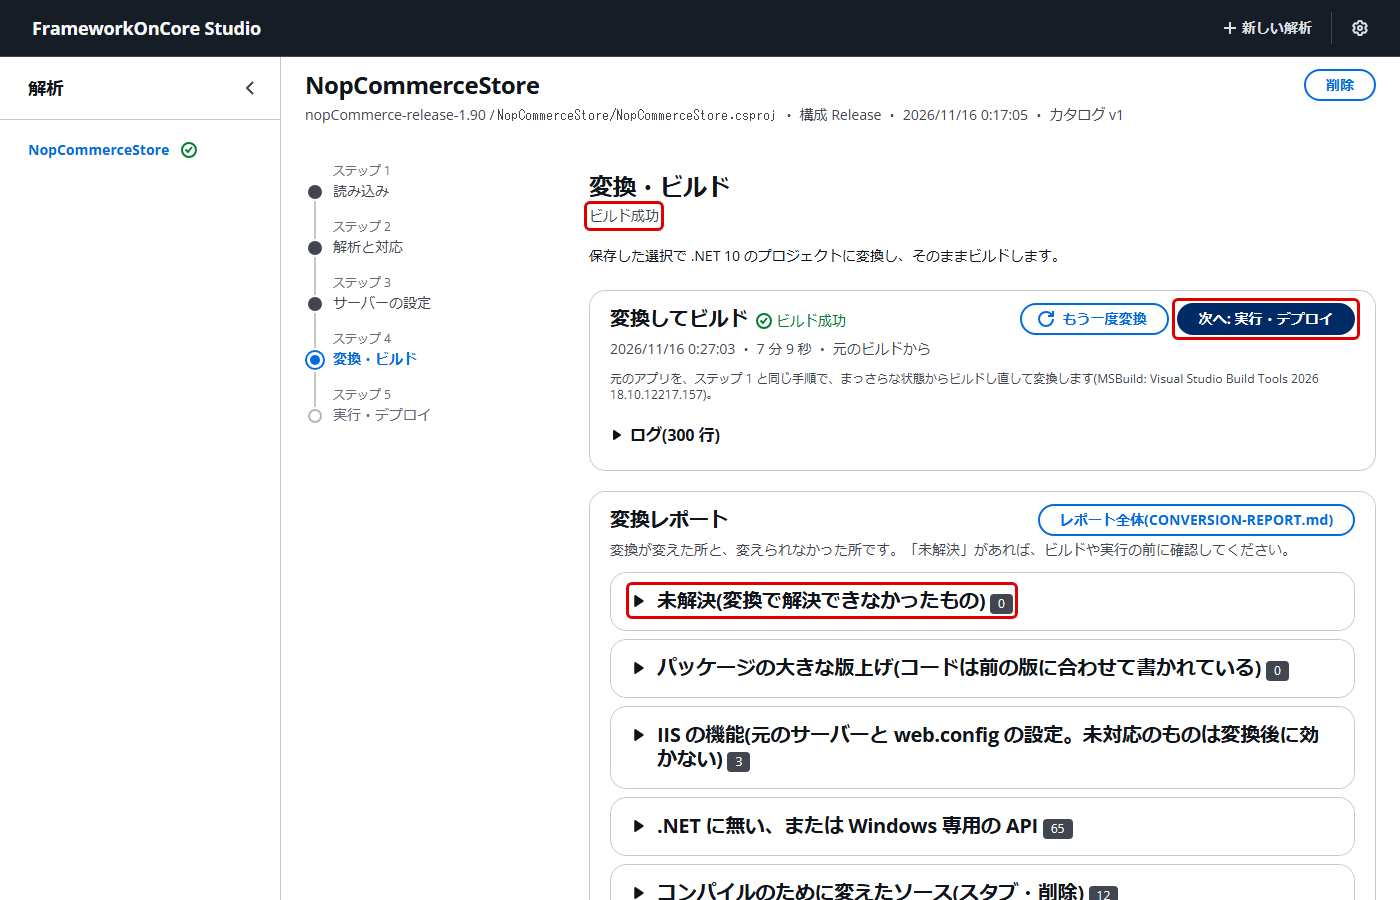 FrameworkOnCore Studio
新しい解析
解析
NopCommerceStore
NopCommerceStore
削除
nopCommerce-release-1.90 / NopCommerceStore/NopCommerceStore.csproj ・ 構成 Release ・ 2026/11/16 0:17:05 ・ カタログ v1
ステップ 1
読み込み
ステップ 2
解析と対応
ステップ 3
サーバーの設定
ステップ 4
変換・ビルド
ステップ 5
実行・デプロイ
変換・ビルド
ビルド成功
保存した選択で .NET 10 のプロジェクトに変換し、そのままビルドします。
変換してビルド ビルド成功
もう一度変換
次へ: 実行・デプロイ
2026/11/16 0:27:03 ・ 7 分 9 秒 ・ 元のビルドから
元のアプリを、ステップ 1 と同じ手順で、まっさらな状態からビルドし直して変換します(MSBuild: Visual Studio Build Tools 2026
18.10.12217.157)。
ログ(300 行)
変換レポート
レポート全体(CONVERSION-REPORT.md)
変換が変えた所と、変えられなかった所です。「未解決」があれば、ビルドや実行の前に確認してください。
未解決(変換で解決できなかったもの) 0
パッケージの大きな版上げ(コードは前の版に合わせて書かれている) 0
IIS の機能(元のサーバーと web.config の設定。未対応のものは変換後に効
かない) 3
.NET に無い、または Windows 専用の API 65
コンパイルのために変えたソース(スタブ・削除) 12